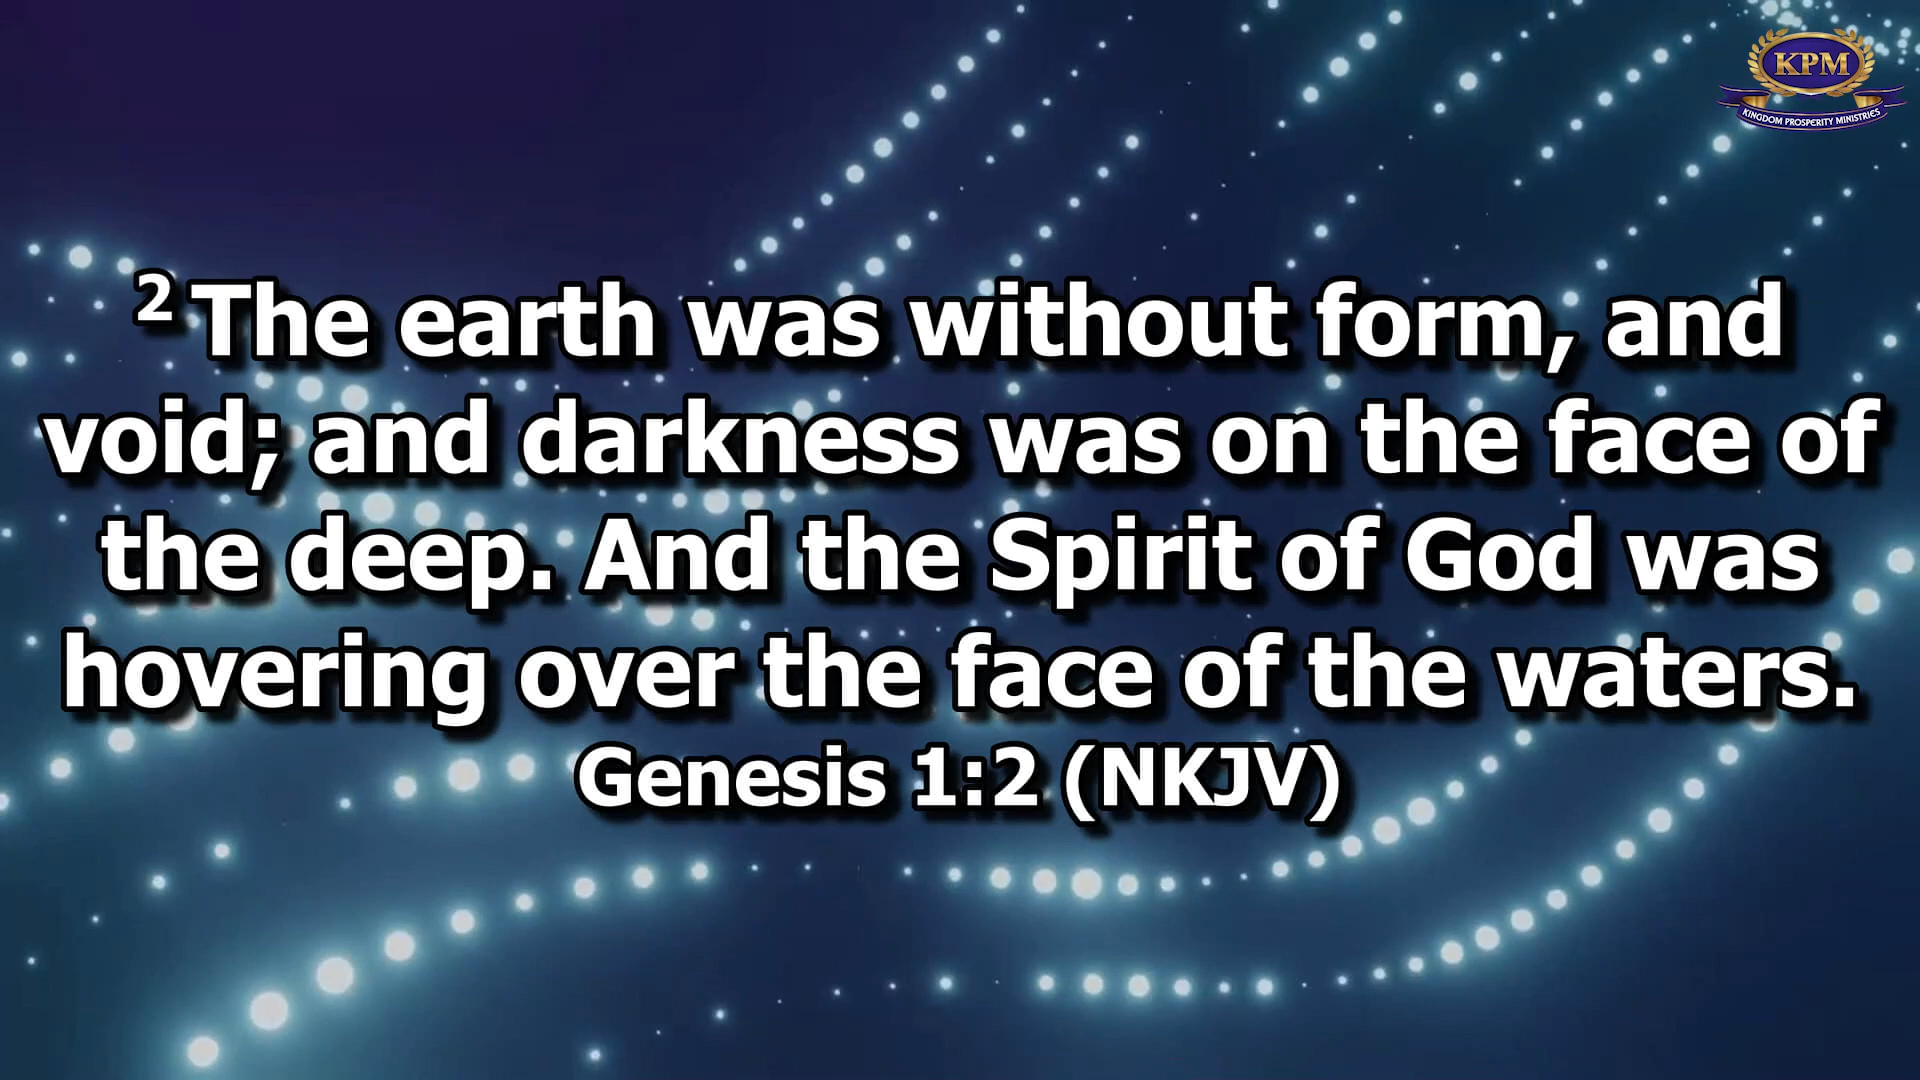 KPM
KINGDOM PROSPERITY MINISTRIES
2 The earth was without form, and
void; and darkness was on the face of
the deep. And the Spirit of God was
hovering over the face of the waters.
Genesis 1:2 (NKJV)